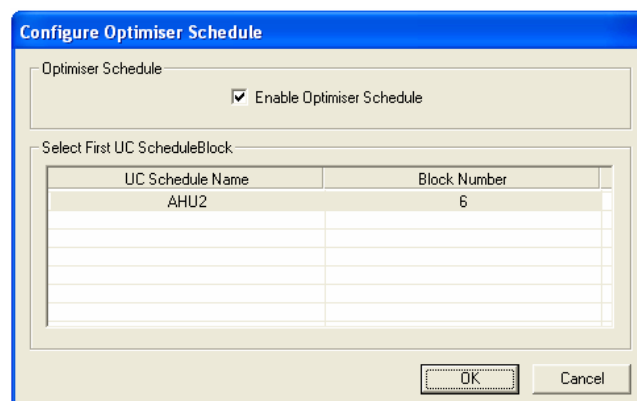 Configure Optimiser Schedule
Optimiser Schedule
Enable Optimiser Schedule
Select First UC ScheduleBlock
UC Schedule Name Block Number
AHU2 6
OK Cancel